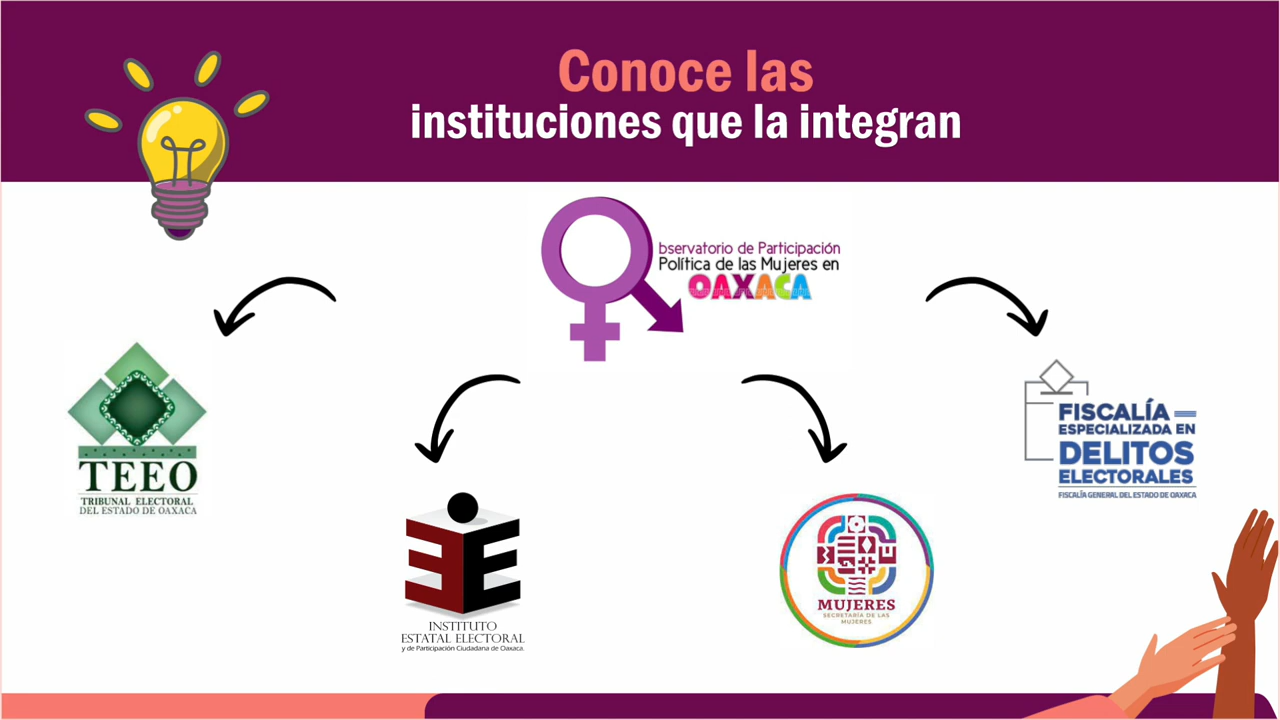 Conoce las
instituciones que la integran
bservatorio de Participación
Política de las Mujeres en
OAXACA
TEEO
TRIBUNAL ELECTORAL
DEL ESTADO DE OAXACA
INSTITUTO
ESTATAL ELECTORAL
y de Participación Ciudadana de Oaxaca.
MUJERES
SECRETARÍA DE LAS
MUJERES
FISCALÍA
ESPECIALIZADA EN
DELITOS
ELECTORALES
FISCALÍA GENERAL DEL ESTADO DE OAXACA